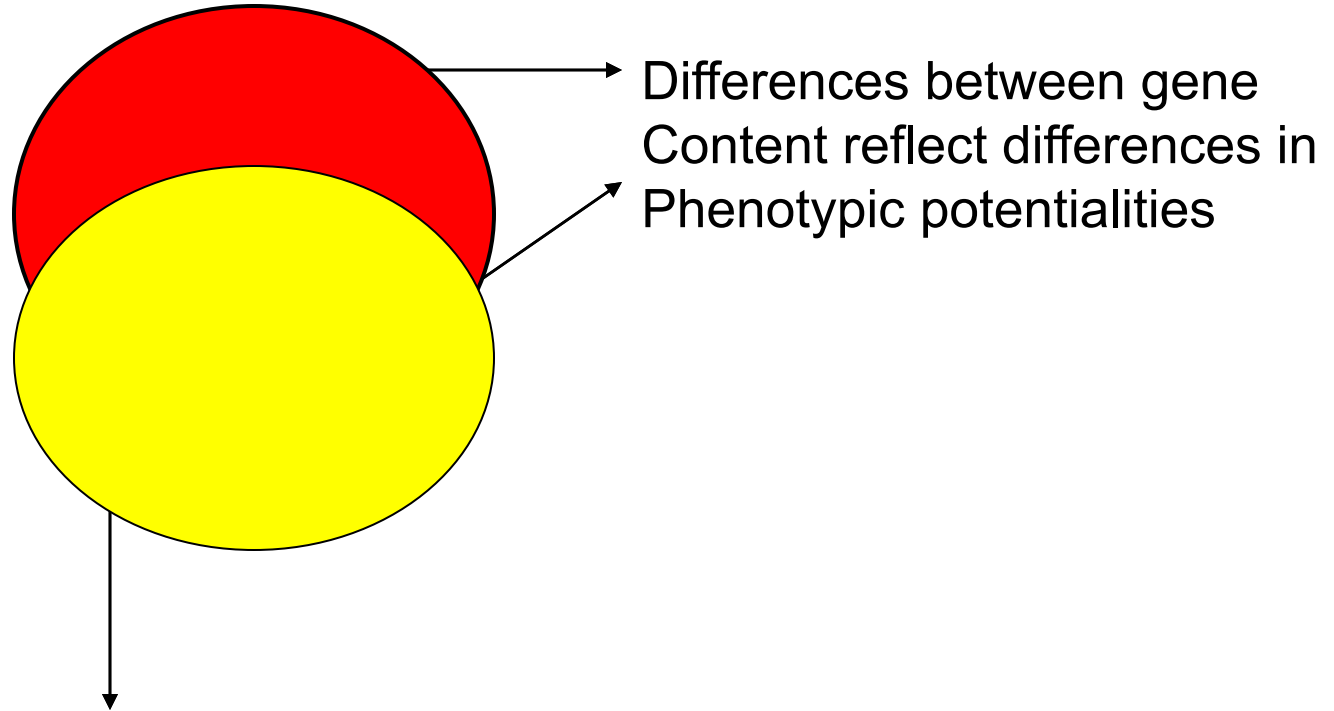 Differences between gene
Content reflect differences in
Phenotypic potentialities